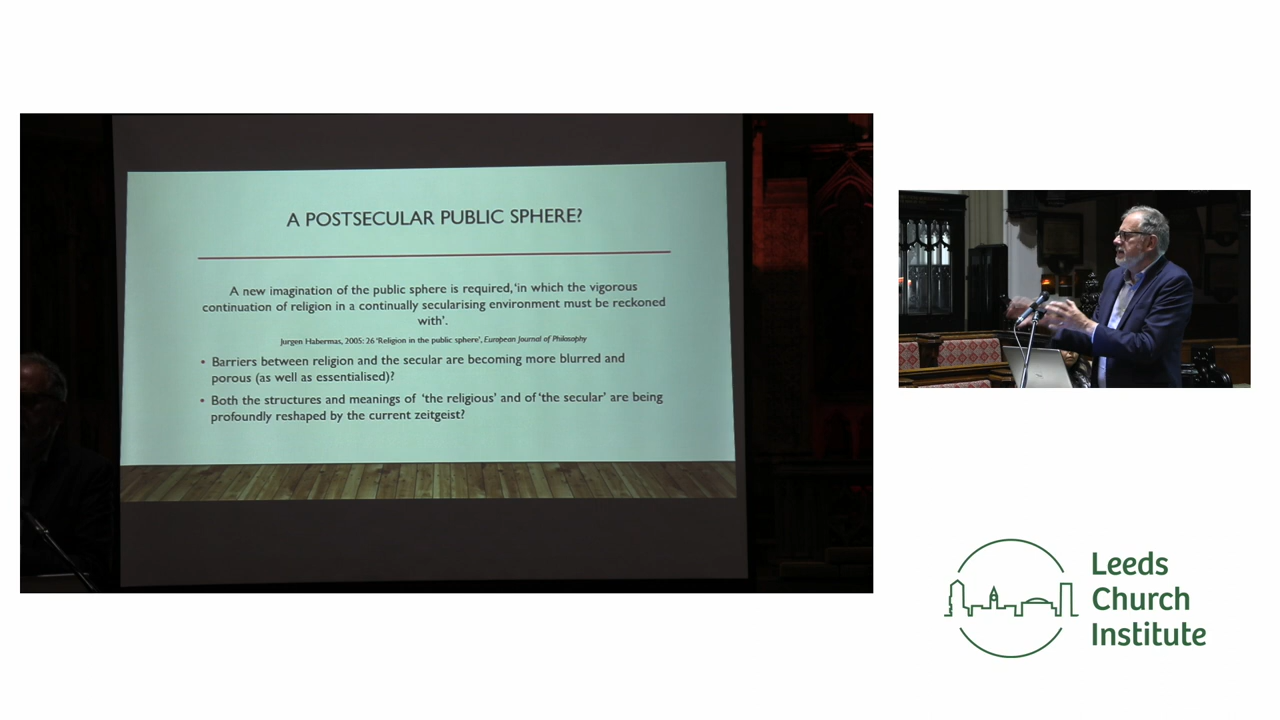 A POSTSECULAR PUBLIC SPHERE?
A new imagination of the public sphere is required, ‘in which the vigorous
continuation of religion in a continually secularising environment must be reckoned
with’.
Jurgen Habermas, 2005: 26 ‘Religion in the public sphere’, European Journal of Philosophy
• Barriers between religion and the secular are becoming more blurred and
porous (as well as essentialised)?
• Both the structures and meanings of ‘the religious’ and of ‘the secular’ are being
profoundly reshaped by the current zeitgeist?
Leeds
Church
Institute